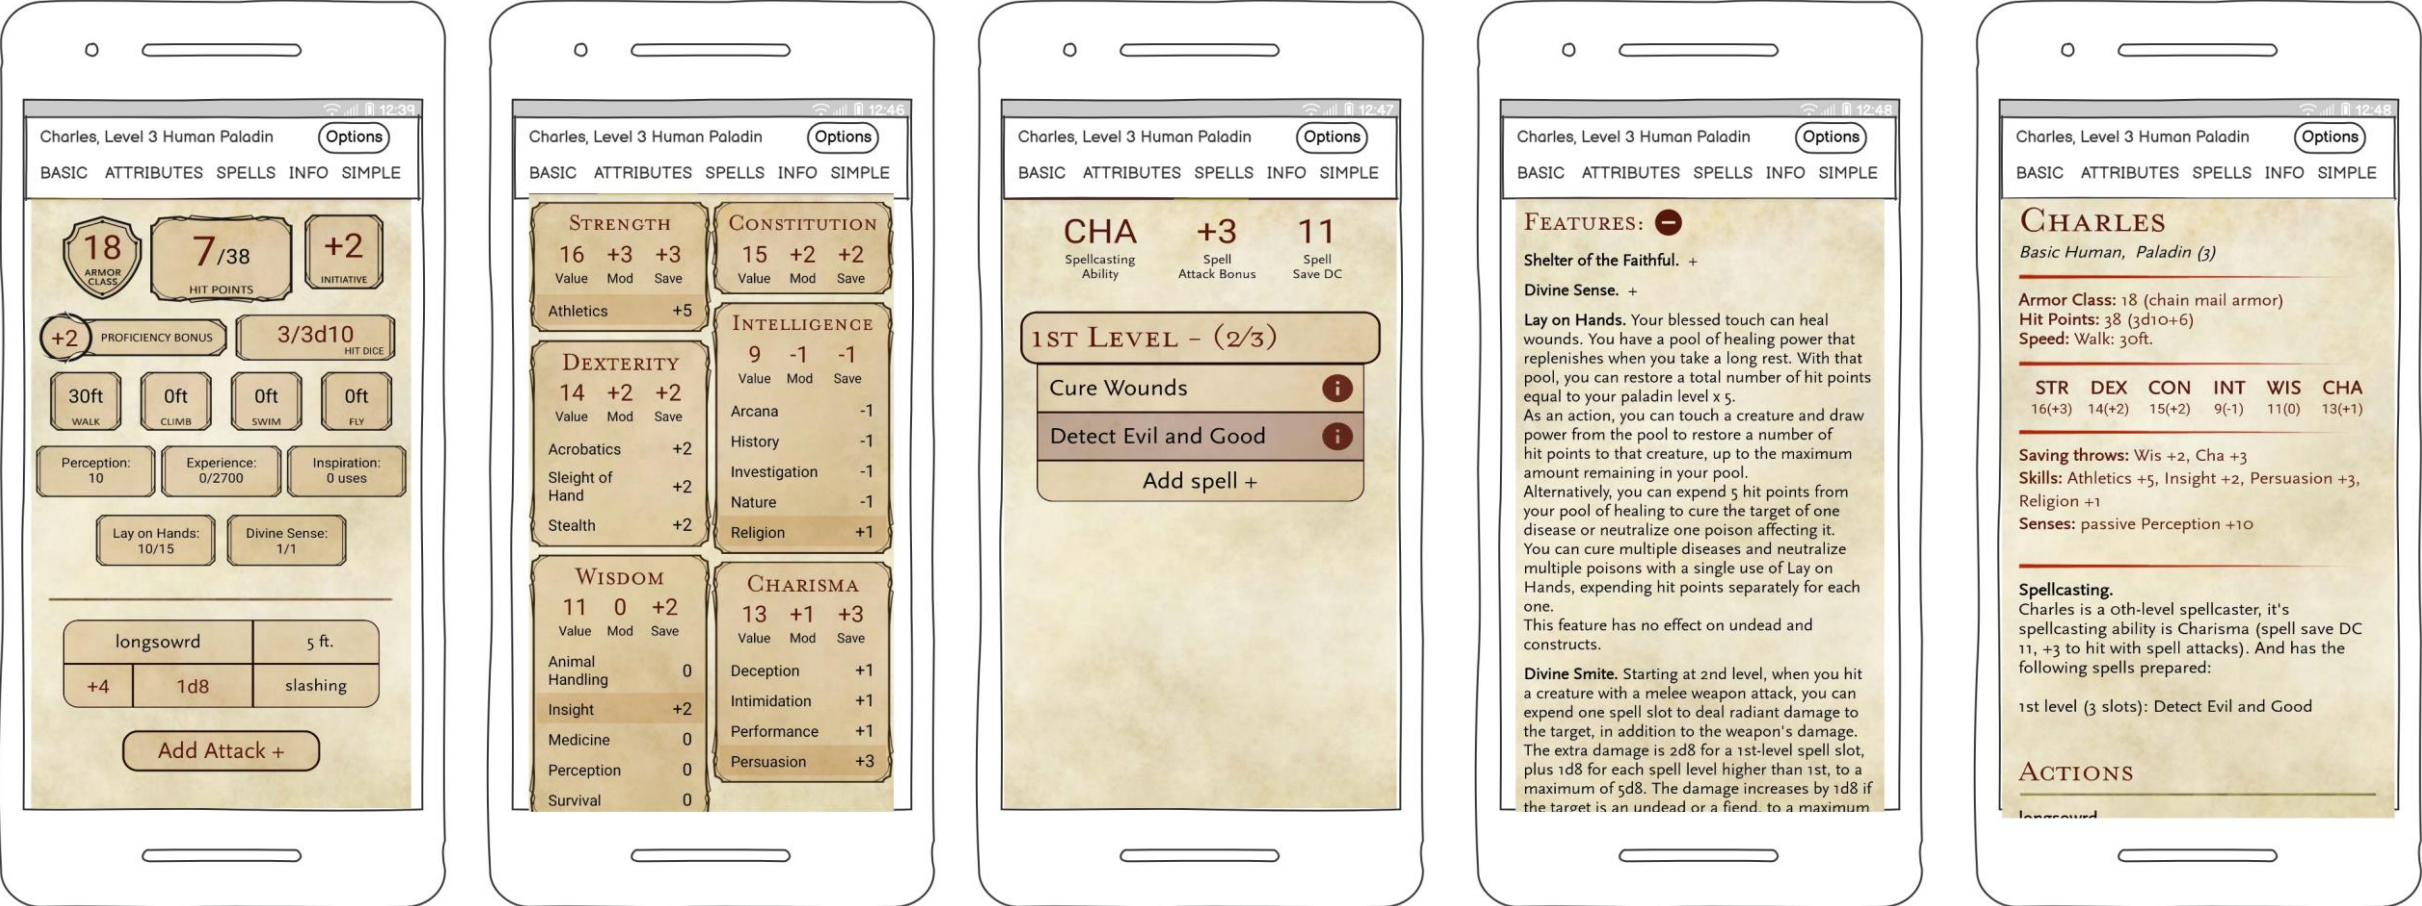 12:39
Charles, Level 3 Human Paladin
Options
BASIC ATTRIBUTES SPELLS INFO SIMPLE
18
ARMOR
CLASS
7/38
HIT POINTS
+2
INITIATIVE
+2 PROFICIENCY BONUS
3/3d10
HIT DICE
30ft
WALK
0ft
CLIMB
0ft
SWIM
0ft
FLY
Perception:
10
Experience:
0/2700
Inspiration:
0 uses
Lay on Hands:
10/15
Divine Sense:
1/1
longsowrd 5 ft.
+4 1d8 slashing
Add Attack +
12:46
Charles, Level 3 Human Paladin
Options
BASIC ATTRIBUTES SPELLS INFO SIMPLE
STRENGTH
16 +3 +3
Value Mod Save
Athletics +5
DEXTERITY
14 +2 +2
Value Mod Save
Acrobatics +2
Sleight of
Hand +2
Stealth +2
WISDOM
11 0 +2
Value Mod Save
Animal
Handling 0
Insight +2
Medicine 0
Perception 0
Survival 0
CONSTITUTION
15 +2 +2
Value Mod Save
INTELLIGENCE
9 -1 -1
Value Mod Save
Arcana -1
History -1
Investigation -1
Nature -1
Religion +1
CHARISMA
13 +1 +3
Value Mod Save
Deception +1
Intimidation +1
Performance +1
Persuasion +3
12:47
Charles, Level 3 Human Paladin
Options
BASIC ATTRIBUTES SPELLS INFO SIMPLE
CHA
Spellcasting
Ability
+3
Spell
Attack Bonus
11
Spell
Save DC
1ST LEVEL - (2/3)
Cure Wounds i
Detect Evil and Good i
Add spell +
12:48
Charles, Level 3 Human Paladin
Options
BASIC ATTRIBUTES SPELLS INFO SIMPLE
FEATURES:
Shelter of the Faithful. +
Divine Sense. +
Lay on Hands. Your blessed touch can heal
wounds. You have a pool of healing power that
replenishes when you take a long rest. With that
pool, you can restore a total number of hit points
equal to your paladin level x 5.
As an action, you can touch a creature and draw
power from the pool to restore a number of
hit points to that creature, up to the maximum
amount remaining in your pool.
Alternatively, you can expend 5 hit points from
your pool of healing to cure the target of one
disease or neutralize one poison affecting it.
You can cure multiple diseases and neutralize
multiple poisons with a single use of Lay on
Hands, expending hit points separately for each
one.
This feature has no effect on undead and
constructs.
Divine Smite. Starting at 2nd level, when you hit
a creature with a melee weapon attack, you can
expend one spell slot to deal radiant damage to
the target, in addition to the weapon's damage.
The extra damage is 2d8 for a 1st-level spell slot,
plus 1d8 for each spell level higher than 1st, to a
maximum of 5d8. The damage increases by 1d8 if
the target is an undead or a fiend, to a maximum
12:48
Charles, Level 3 Human Paladin
Options
BASIC ATTRIBUTES SPELLS INFO SIMPLE
CHARLES
Basic Human, Paladin (3)
Armor Class: 18 (chain mail armor)
Hit Points: 38 (3d10+6)
Speed: Walk: 30ft.
STR DEX CON INT WIS CHA
16(+3) 14(+2) 15(+2) 9(-1) 11(0) 13(+1)
Saving throws: Wis +2, Cha +3
Skills: Athletics +5, Insight +2, Persuasion +3,
Religion +1
Senses: passive Perception +10
Spellcasting.
Charles is a 0th-level spellcaster, it's
spellcasting ability is Charisma (spell save DC
11, +3 to hit with spell attacks). And has the
following spells prepared:
1st level (3 slots): Detect Evil and Good
ACTIONS
longsowrd